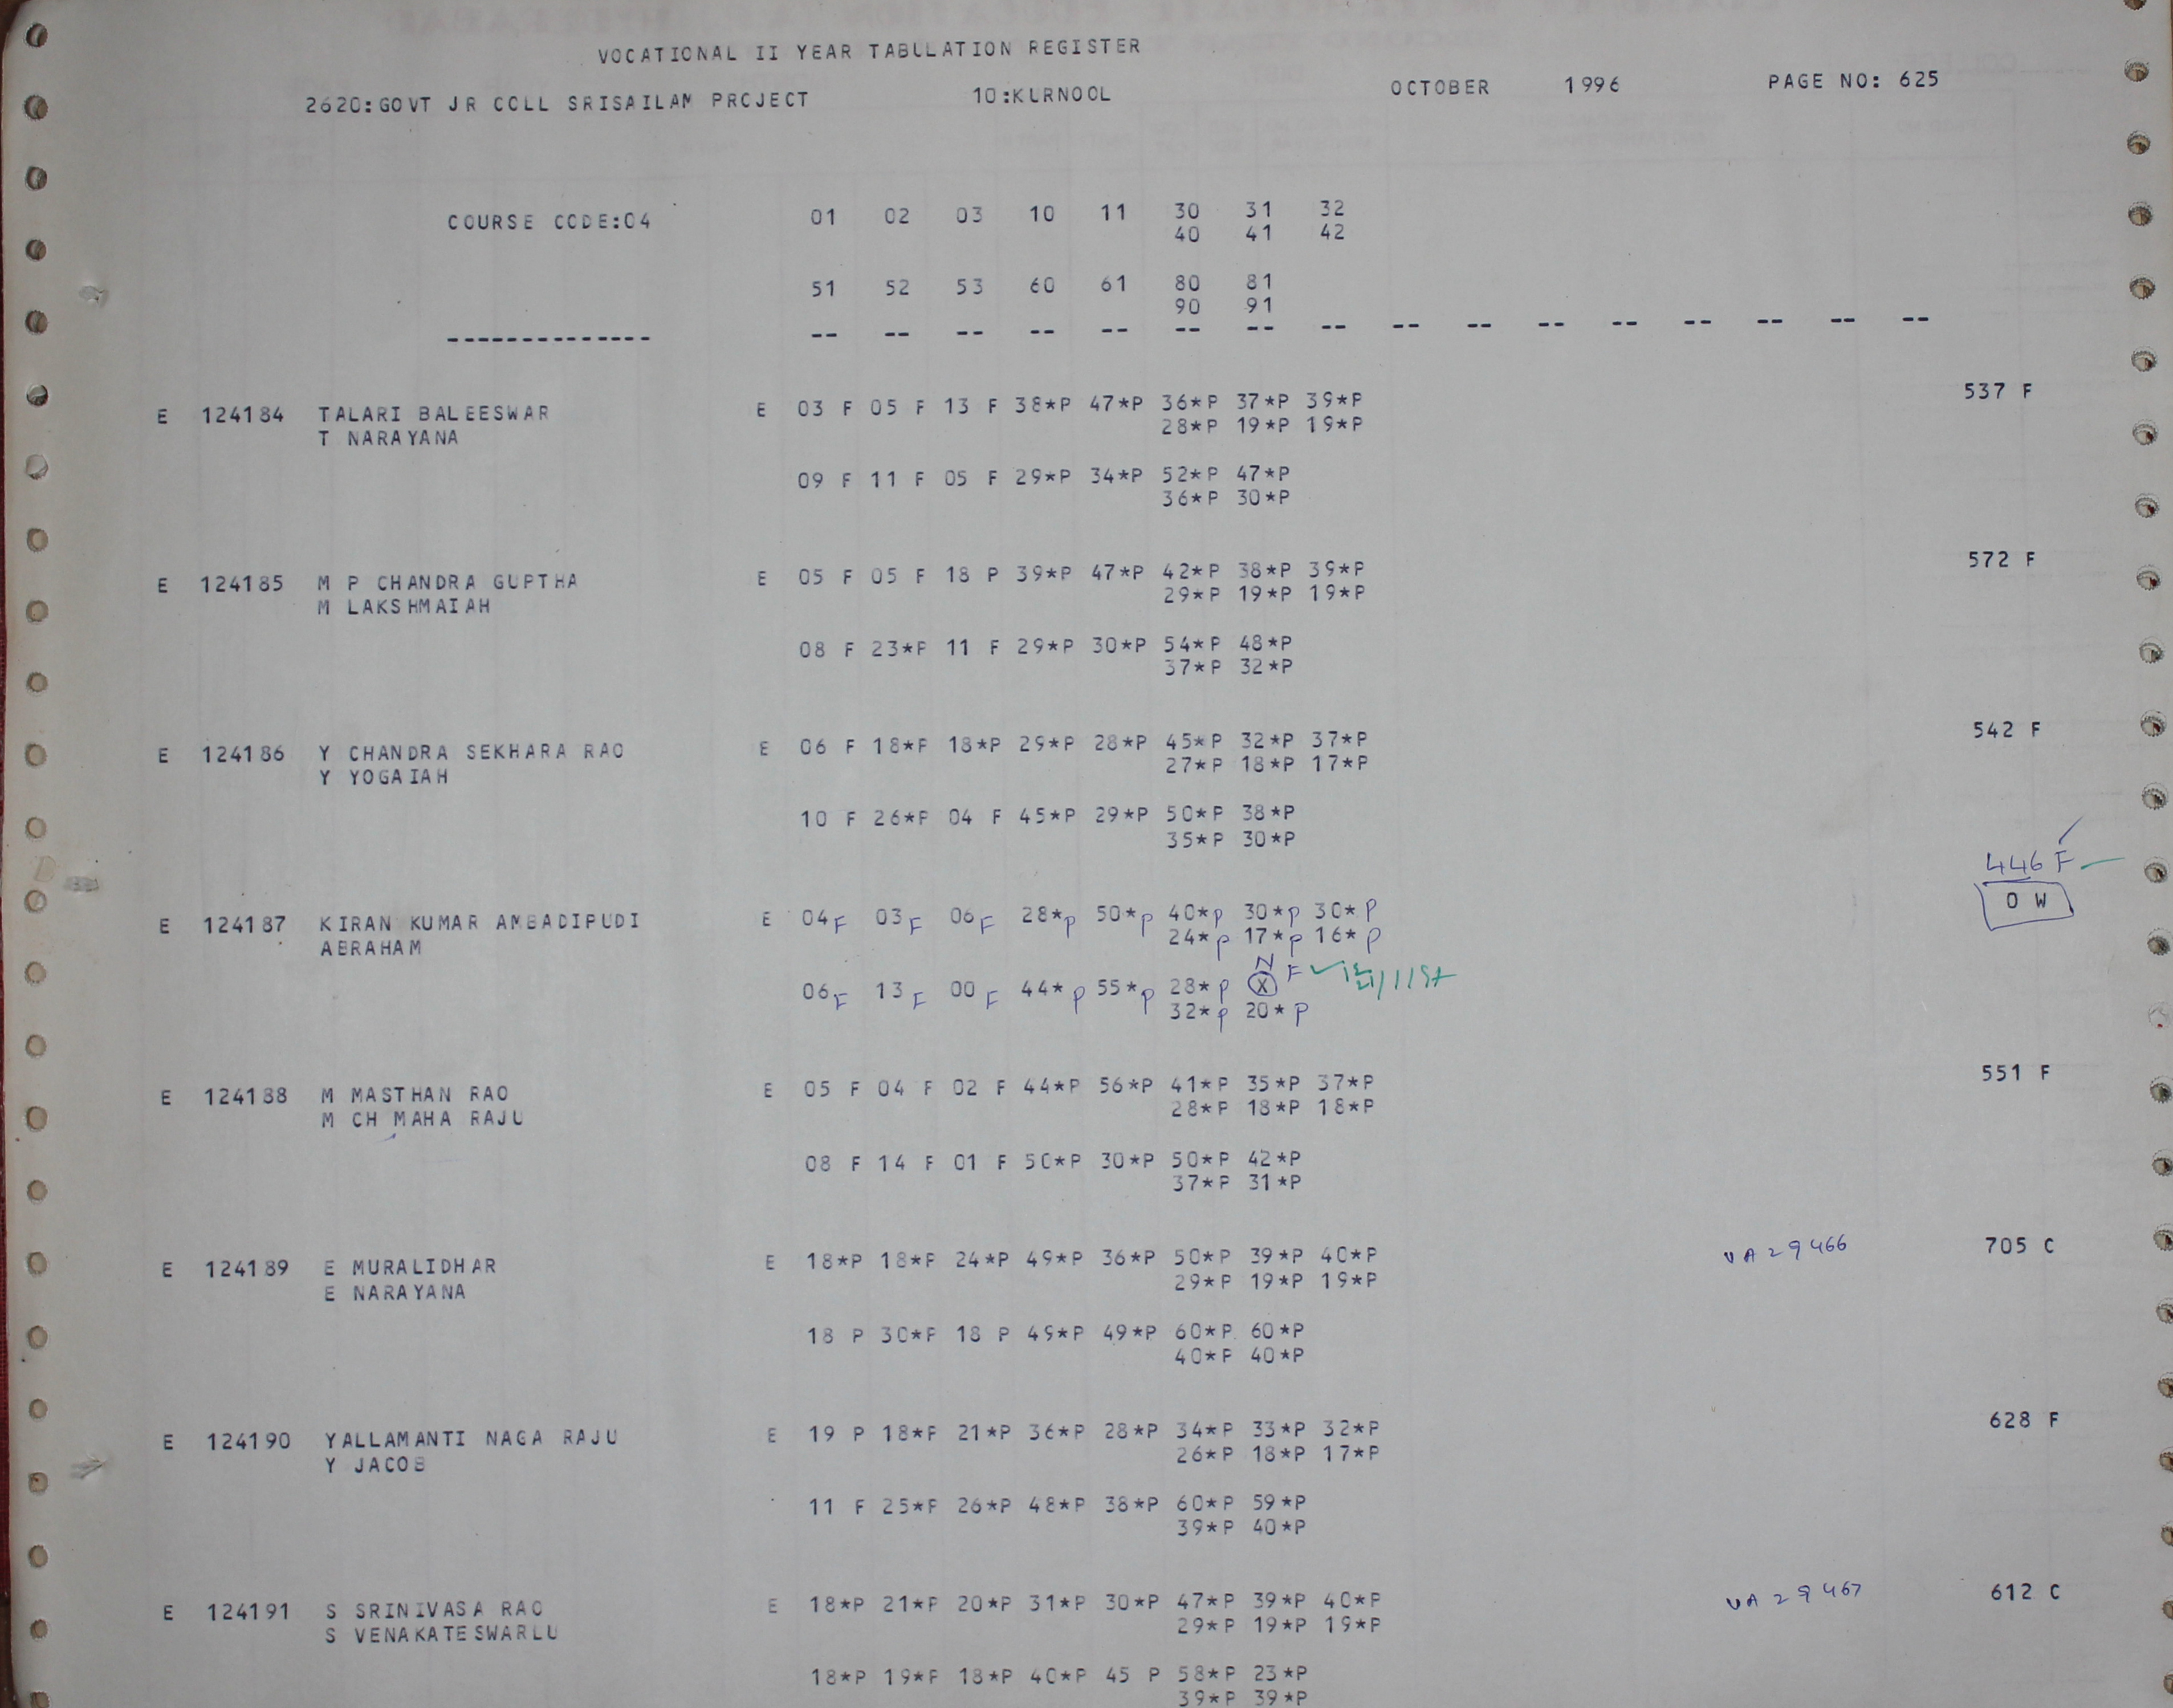 VOCATIONAL II YEAR TABULATION REGISTER
2620:GOVT JR COLL SRISAILAM PROJECT 10:KURNOOL OCTOBER 1996 PAGE NO: 625
COURSE CODE:04 01 02 03 10 11 30 31 32
40 41 42
51 52 53 60 61 80 81
90 91
-------------- -- -- -- -- -- -- -- -- -- -- -- -- -- -- -- --
E 124184 TALARI BALEESWAR E 03 F 05 F 13 F 38*P 47*P 36*P 37*P 39*P 537 F
T NARAYANA 28*P 19*P 19*P
09 F 11 F 05 F 29*P 34*P 52*P 47*P
36*P 30*P
E 124185 M P CHANDRA GUPTHA E 05 F 05 F 18 P 39*P 47*P 42*P 38*P 39*P 572 F
M LAKSHMAIAH 29*P 19*P 19*P
08 F 23*P 11 F 29*P 30*P 54*P 48*P
37*P 32*P
E 124186 Y CHANDRA SEKHARA RAO E 06 F 18*P 18*P 29*P 28*P 45*P 32*P 37*P 542 F
Y YOGAIAH 27*P 18*P 17*P
10 F 26*P 04 F 45*P 29*P 50*P 38*P
35*P 30*P
446 F
E 124187 KIRAN KUMAR AMBADIPUDI E 04 F 03 F 06 F 28*P 50*P 40*P 30*P 30*P O W
ABRAHAM 24*P 17*P 16*P
N
06 F 13 F 00 F 44*P 55*P 28*P X F
32*P 20*P
E 124188 M MASTHAN RAO E 05 F 04 F 02 F 44*P 56*P 41*P 35*P 37*P 551 F
M CH MAHA RAJU 28*P 18*P 18*P
08 F 14 F 01 F 50*P 30*P 50*P 42*P
37*P 31*P
E 124189 E MURALIDHAR E 18*P 18*P 24*P 49*P 36*P 50*P 39*P 40*P VA 29466 705 C
E NARAYANA 29*P 19*P 19*P
18 P 30*P 18 P 49*P 49*P 60*P 60*P
40*P 40*P
E 124190 YALLAMANTI NAGA RAJU E 19 P 18*P 21*P 36*P 28*P 34*P 33*P 32*P 628 F
Y JACOB 26*P 18*P 17*P
11 F 25*P 26*P 48*P 38*P 60*P 59*P
39*P 40*P
E 124191 S SRINIVASA RAO E 18*P 21*P 20*P 31*P 30*P 47*P 39*P 40*P VA 29467 612 C
S VENAKATESWARLU 29*P 19*P 19*P
18*P 19*P 18*P 40*P 45 P 58*P 23*P
39*P 39*P